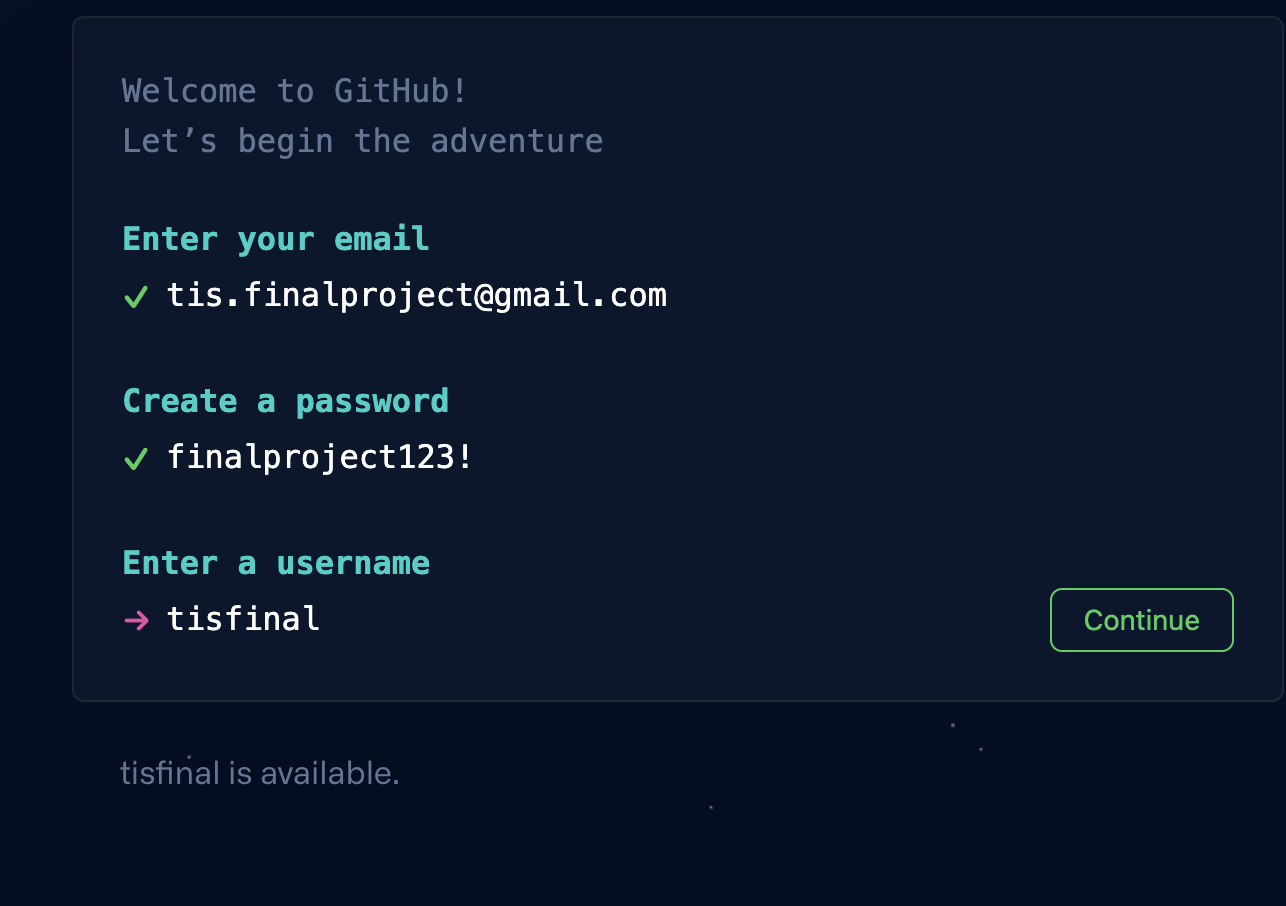 Welcome to GitHub!
Let’s begin the adventure
Enter your email
tis.finalproject@gmail.com
Create a password
finalproject123!
Enter a username
tisfinal
Continue
tisfinal is available.